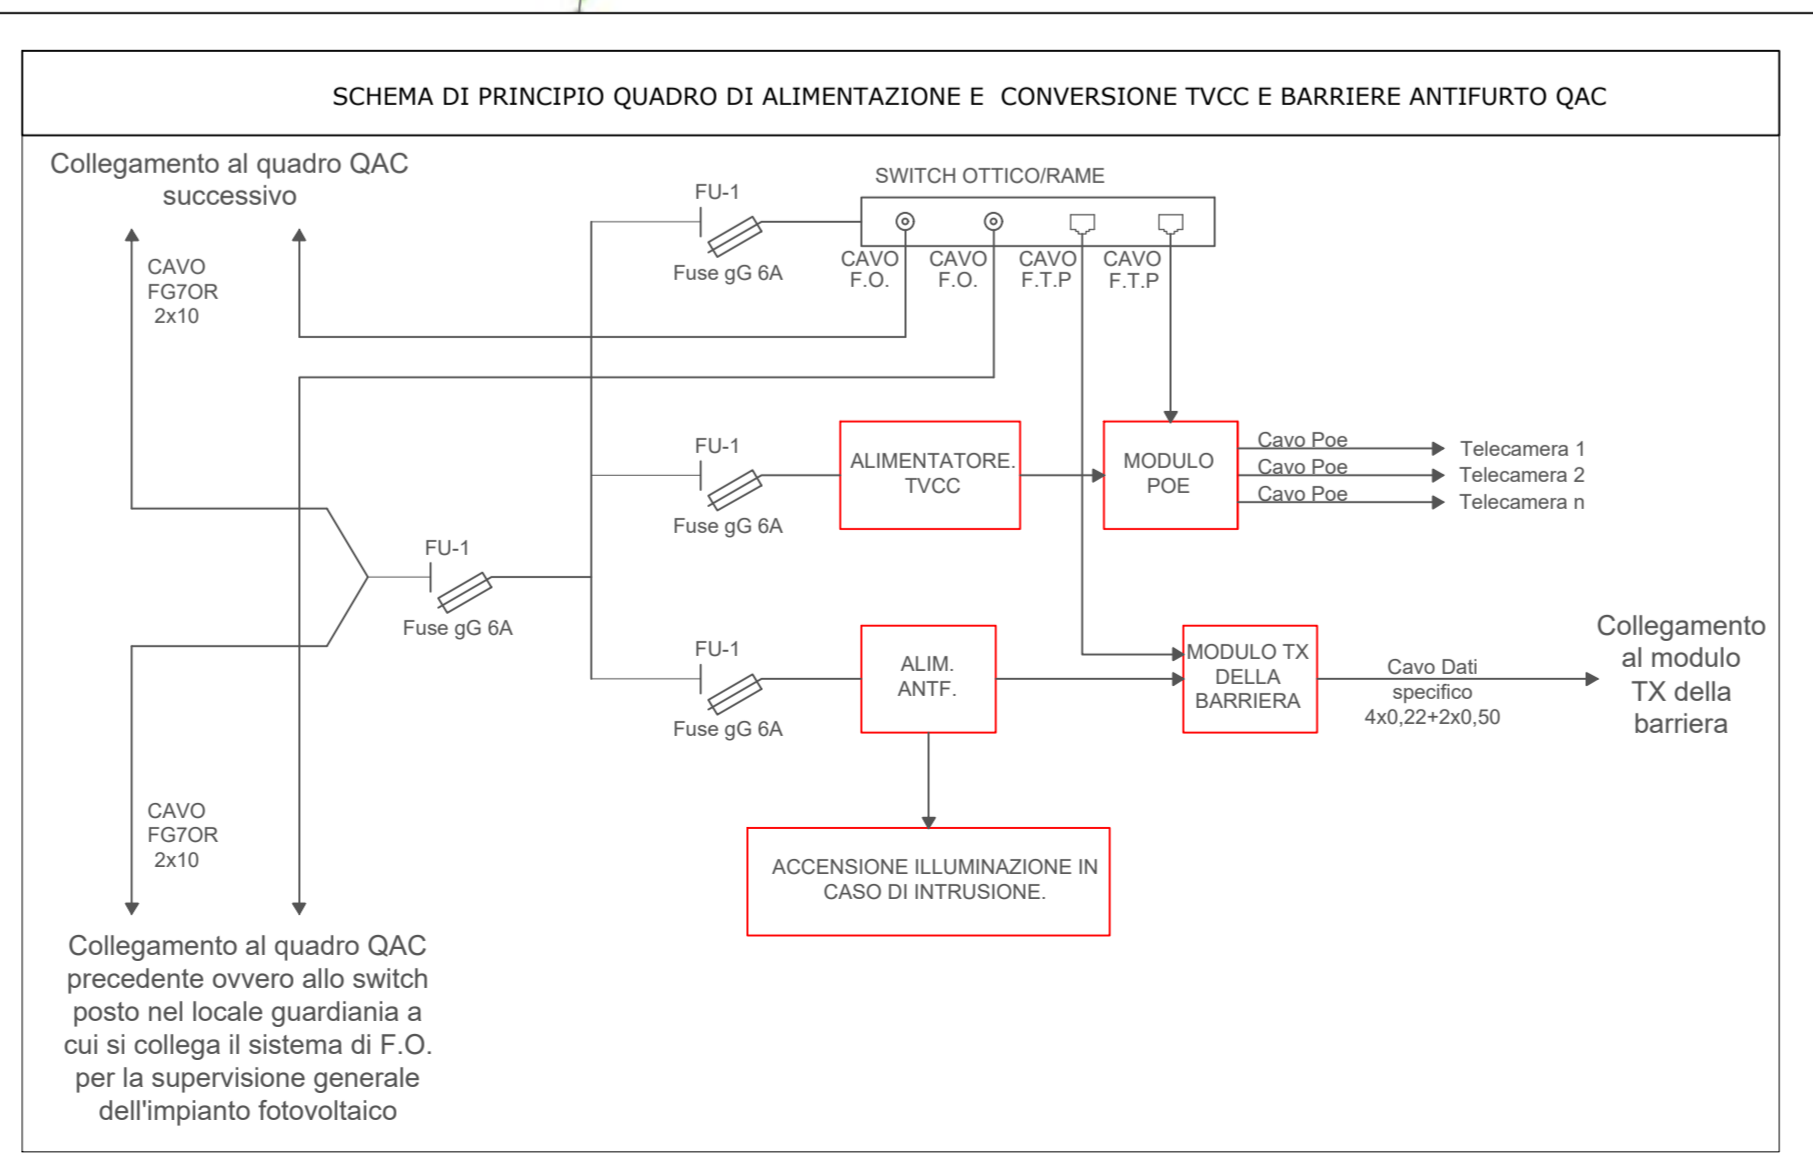 SCHEMA DI PRINCIPIO QUADRO DI ALIMENTAZIONE E CONVERSIONE TVCC E BARRIERE ANTIFURTO QAC
Collegamento al quadro QAC
successivo
CAVO
FG7OR
2x10
FU-1
Fuse gG 6A
SWITCH OTTICO/RAME
CAVO
F.O.
CAVO
F.O.
CAVO
F.T.P
CAVO
F.T.P
FU-1
Fuse gG 6A
ALIMENTATORE.
TVCC
MODULO
POE
Cavo Poe
Telecamera 1
Cavo Poe
Telecamera 2
Cavo Poe
Telecamera n
FU-1
Fuse gG 6A
FU-1
Fuse gG 6A
ALIM.
ANTF.
MODULO TX
DELLA
BARRIERA
Cavo Dati
specifico
4x0,22+2x0,50
Collegamento
al modulo
TX della
barriera
CAVO
FG7OR
2x10
ACCENSIONE ILLUMINAZIONE IN
CASO DI INTRUSIONE.
Collegamento al quadro QAC
precedente ovvero allo switch
posto nel locale guardiania a
cui si collega il sistema di F.O.
per la supervisione generale
dell'impianto fotovoltaico